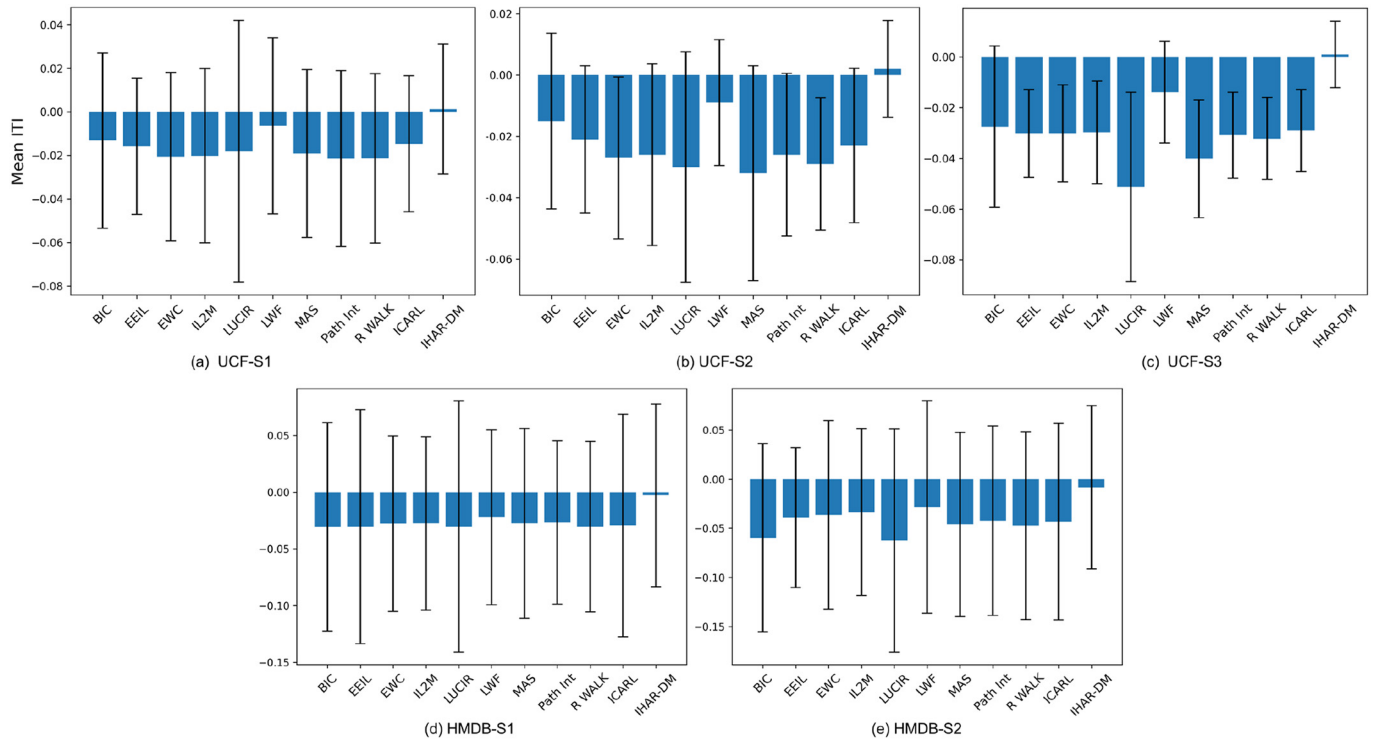 Mean ITI
0.04
0.02
0.00
−0.02
−0.04
−0.06
−0.08
BIC EEIL EWC IL2M LUCIR LWF MAS Path Int R WALK ICARL IHAR-DM
(a) UCF-S1
0.02
0.00
-0.02
-0.04
-0.06
BIC EEIL EWC IL2M LUCIR LWF MAS Path Int R WALK ICARL IHAR-DM
(b) UCF-S2
0.00
−0.02
−0.04
−0.06
−0.08
BIC EEIL EWC IL2M LUCIR LWF MAS Path Int R WALK ICARL IHAR-DM
(c) UCF-S3
0.05
0.00
−0.05
−0.10
−0.15
BIC EEIL EWC IL2M LUCIR LWF MAS Path Int R WALK ICARL IHAR-DM
(d) HMDB-S1
0.05
0.00
−0.05
−0.10
−0.15
BIC EEIL EWC IL2M LUCIR LWF MAS Path Int R WALK ICARL IHAR-DM
(e) HMDB-S2